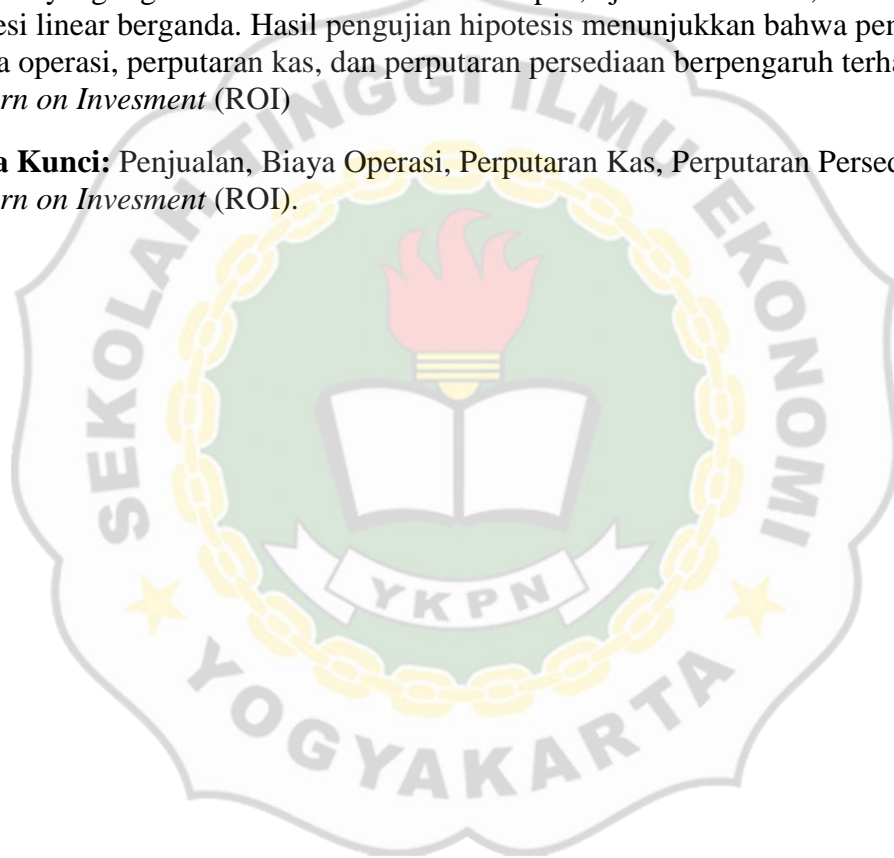 esi linear berganda. Hasil pengujian hipotesis menunjukkan bahwa pen
a operasi, perputaran kas, dan perputaran persediaan berpengaruh terha
rn on Invesment (ROI)
a Kunci: Penjualan, Biaya Operasi, Perputaran Kas, Perputaran Persed
rn on Invesment (ROI).
SEKOLAH TINGGI ILMU EKONOMI
YKPN
YOGYAKARTA